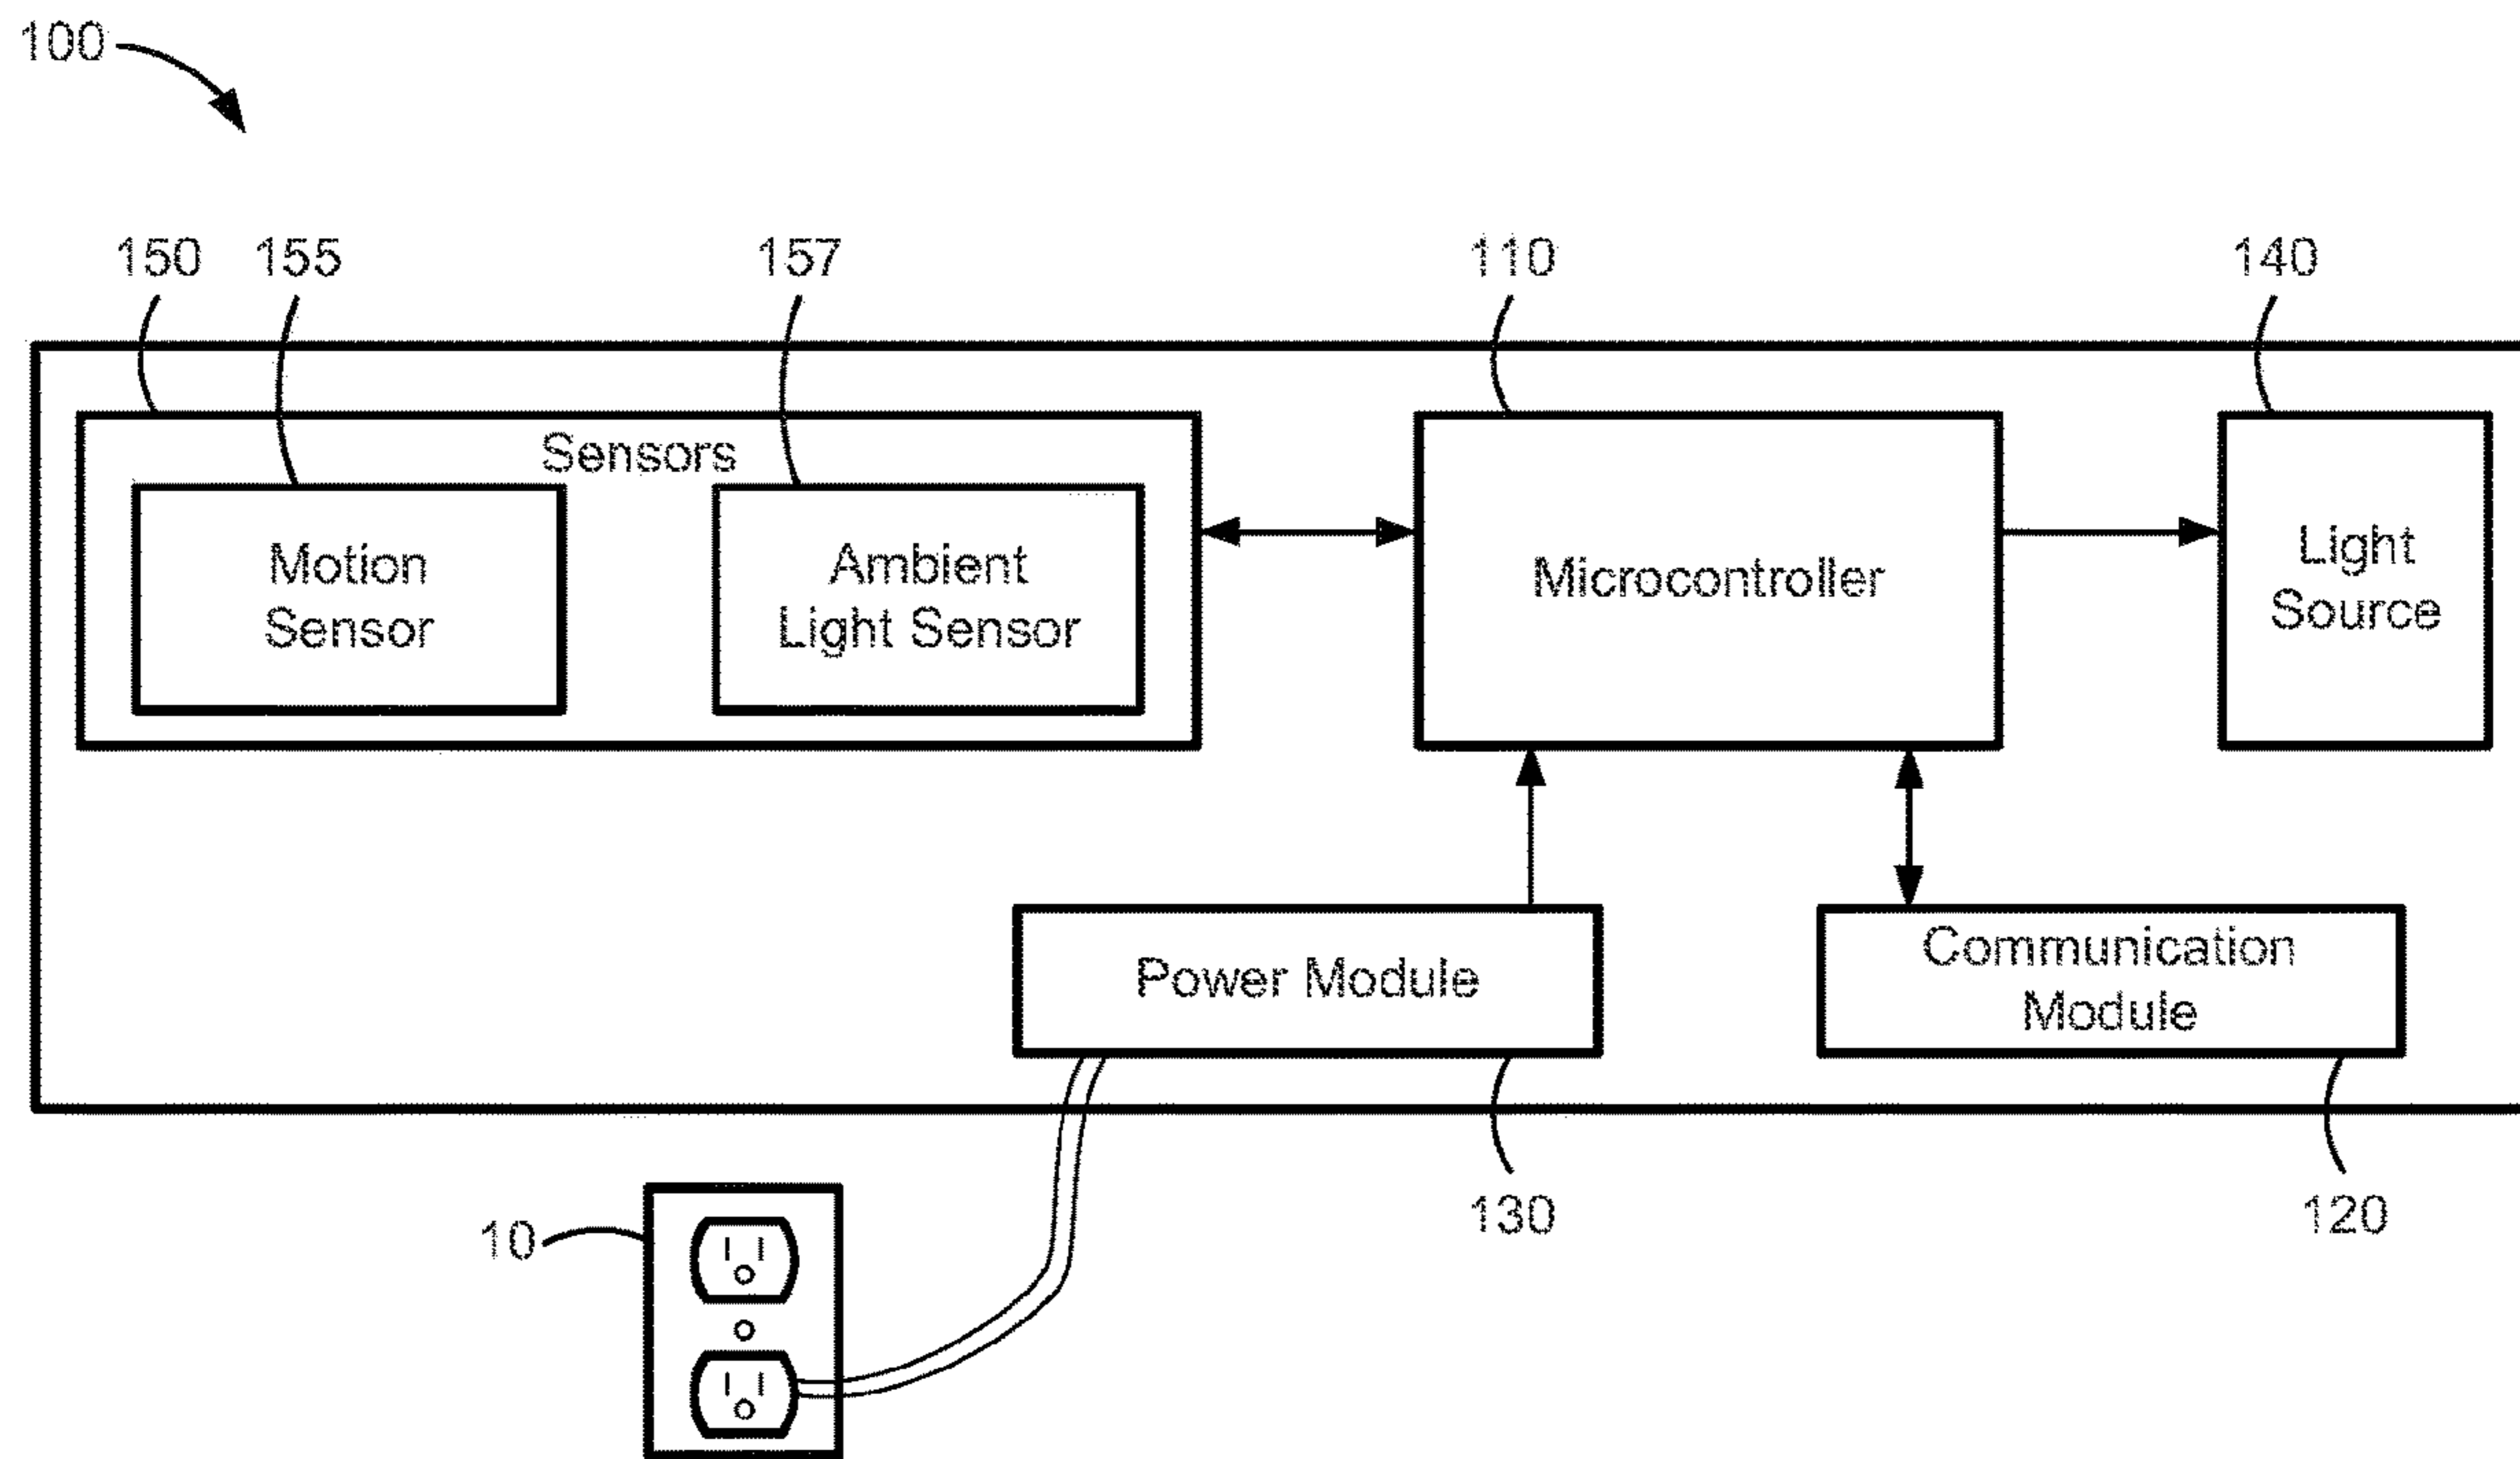 100
150
155
157
110
140
Sensors
Motion
Sensor
Ambient
Light Sensor
Microcontroller
Light
Source
Power Module
Communication
Module
10
130
120